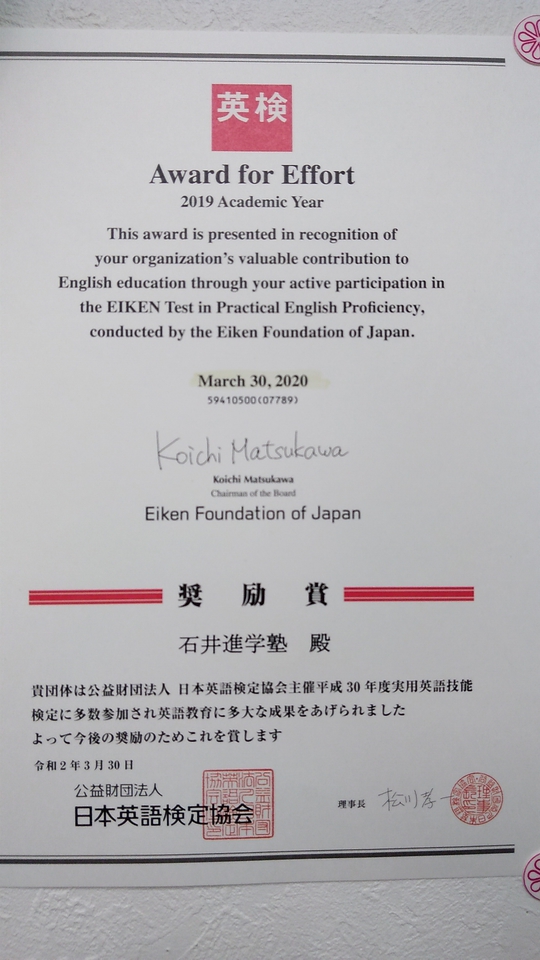 英検
Award for Effort
2019 Academic Year
This award is presented in recognition of
your organization's valuable contribution to
English education through your active participation in
the EIKEN Test in Practical English Proficiency,
conducted by the Eiken Foundation of Japan.
March 30, 2020
59410500(07789)
Koichi Matsukawa
Koichi Matsukawa
Chairman of the Board
Eiken Foundation of Japan
奨励賞
石井進学塾 殿
貴団体は公益財団法人 日本英語検定協会主催平成30年度実用英語技能
検定に多数参加され英語教育に多大な成果をあげられました
よって今後の奨励のためこれを賞します
令和2年3月30日
公益財団法人
日本英語検定協会
理事長 松川孝一